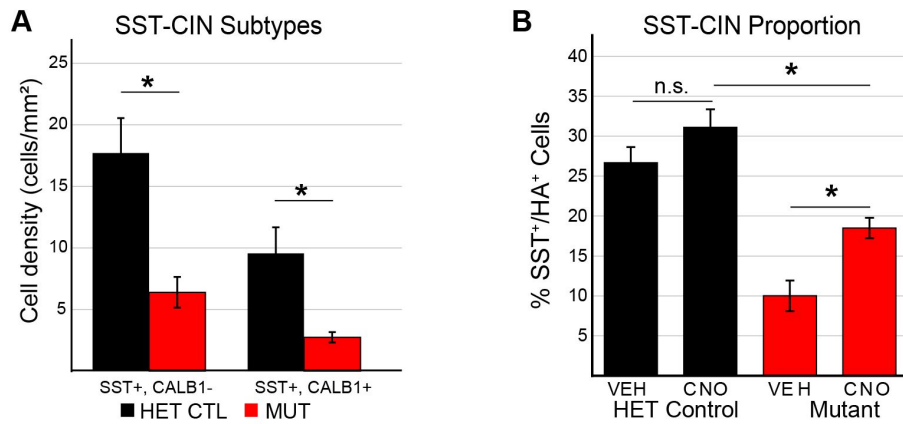 A
SST-CIN Subtypes
Cell density (cells/mm²)
25
20
15
10
5
*
*
SST+, CALB1-
SST+, CALB1+
HET CTL
MUT
B
SST-CIN Proportion
% SST⁺/HA⁺ Cells
40
35
30
25
20
15
10
5
n.s.
*
*
VEH
CNO
VEH
CNO
HET Control
Mutant